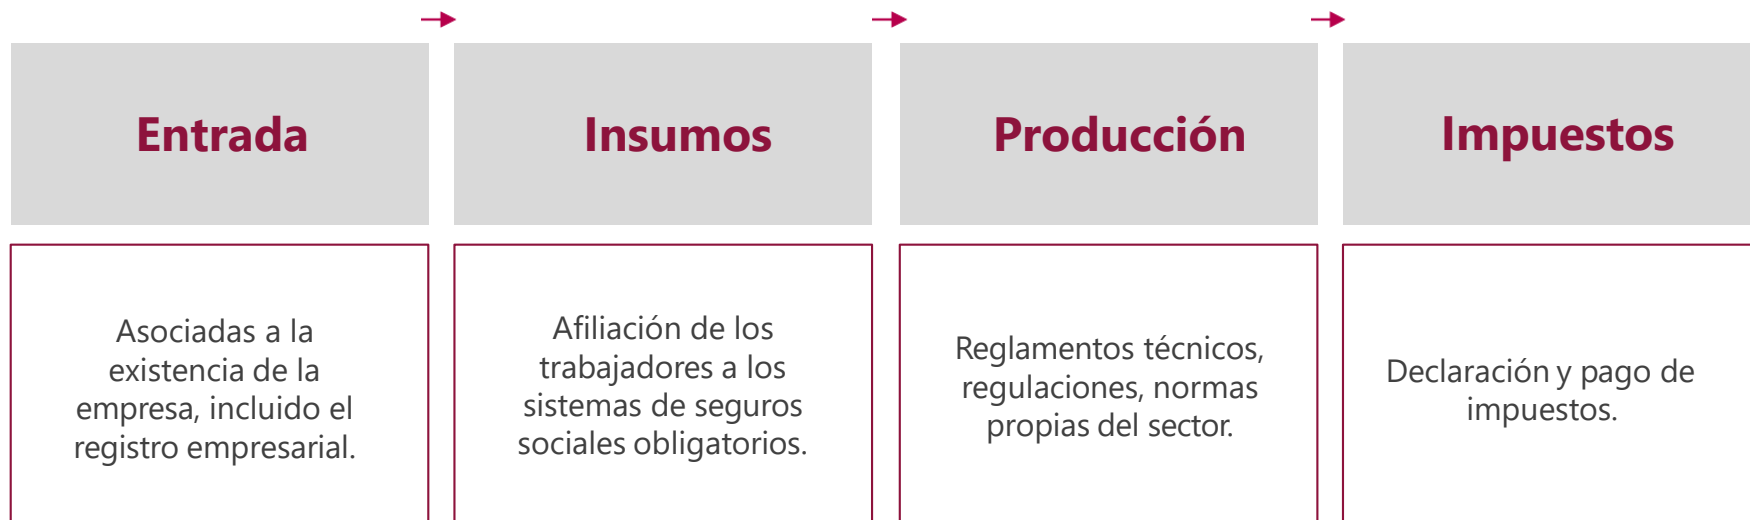 Entrada
Insumos
Producción
Impuestos
Asociadas a la
existencia de la
empresa, incluido el
registro empresarial.
Afiliación de los
trabajadores a los
sistemas de seguros
sociales obligatorios.
Reglamentos técnicos,
regulaciones, normas
propias del sector.
Declaración y pago de
impuestos.